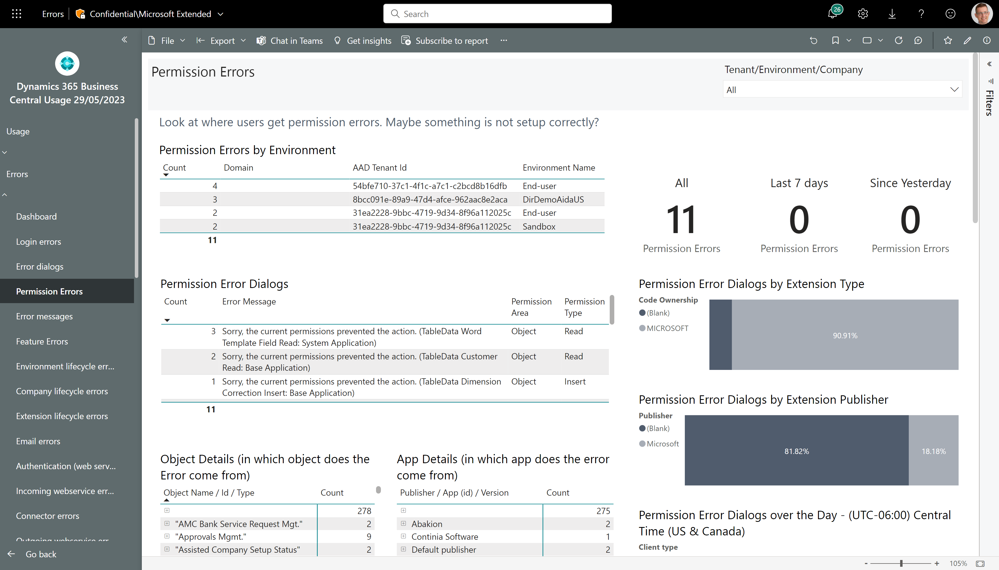 Errors
Confidential\Microsoft Extended
Search
26
File
Export
Chat in Teams
Get insights
Subscribe to report
Dynamics 365 Business
Central Usage 29/05/2023
Usage
Errors
Dashboard
Login errors
Error dialogs
Permission Errors
Error messages
Feature Errors
Environment lifecycle err...
Company lifecycle errors
Extension lifecycle errors
Email errors
Authentication (web serv...
Incoming webservice err...
Connector errors
Outgoing webservice err
Go back
Permission Errors
Tenant/Environment/Company
All
Filters
Look at where users get permission errors. Maybe something is not setup correctly?
Permission Errors by Environment
Count Domain AAD Tenant Id Environment Name
4 54bfe710-37c1-4f1c-a7c1-c2bcd8b16dfb End-user
3 8bcc091e-89a9-47d4-afce-962aac8e2aca DirDemoAidaUS
2 31ea2228-9bbc-4719-9d34-8f96a112025c End-user
2 31ea2228-9bbc-4719-9d34-8f96a112025c Sandbox
11
All
11
Permission Errors
Last 7 days
0
Permission Errors
Since Yesterday
0
Permission Errors
Permission Error Dialogs
Count Error Message Permission Area Permission Type
3 Sorry, the current permissions prevented the action. (TableData Word Object Read
Template Field Read: System Application)
2 Sorry, the current permissions prevented the action. (TableData Customer Object Read
Read: Base Application)
1 Sorry, the current permissions prevented the action. (TableData Dimension Object Insert
Correction Insert: Base Application)
11
Permission Error Dialogs by Extension Type
Code Ownership
(Blank)
MICROSOFT
90.91%
Permission Error Dialogs by Extension Publisher
Publisher
(Blank)
Microsoft
81.82%
18.18%
Object Details (in which object does the
Error come from)
Object Name / Id / Type Count
278
"AMC Bank Service Request Mgt." 2
"Approvals Mgmt." 9
"Assisted Company Setup Status" 2
App Details (in which app does the error
come from)
Publisher / App (id) / Version Count
275
Abakion 2
Continia Software 1
Default publisher 2
Permission Error Dialogs over the Day - (UTC-06:00) Central
Time (US & Canada)
Client type
- + 105%